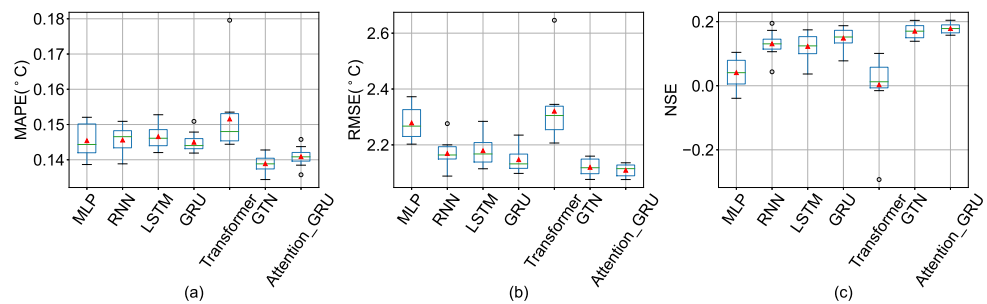 0.18
0.17
0.16
0.15
0.14
MAPE(°C)
MLP
RNN
LSTM
GRU
Transformer
GTN
Attention_GRU
(a)
2.6
2.4
2.2
RMSE(°C)
MLP
RNN
LSTM
GRU
Transformer
GTN
Attention_GRU
(b)
0.2
0.0
−0.2
NSE
MLP
RNN
LSTM
GRU
Transformer
GTN
Attention_GRU
(c)